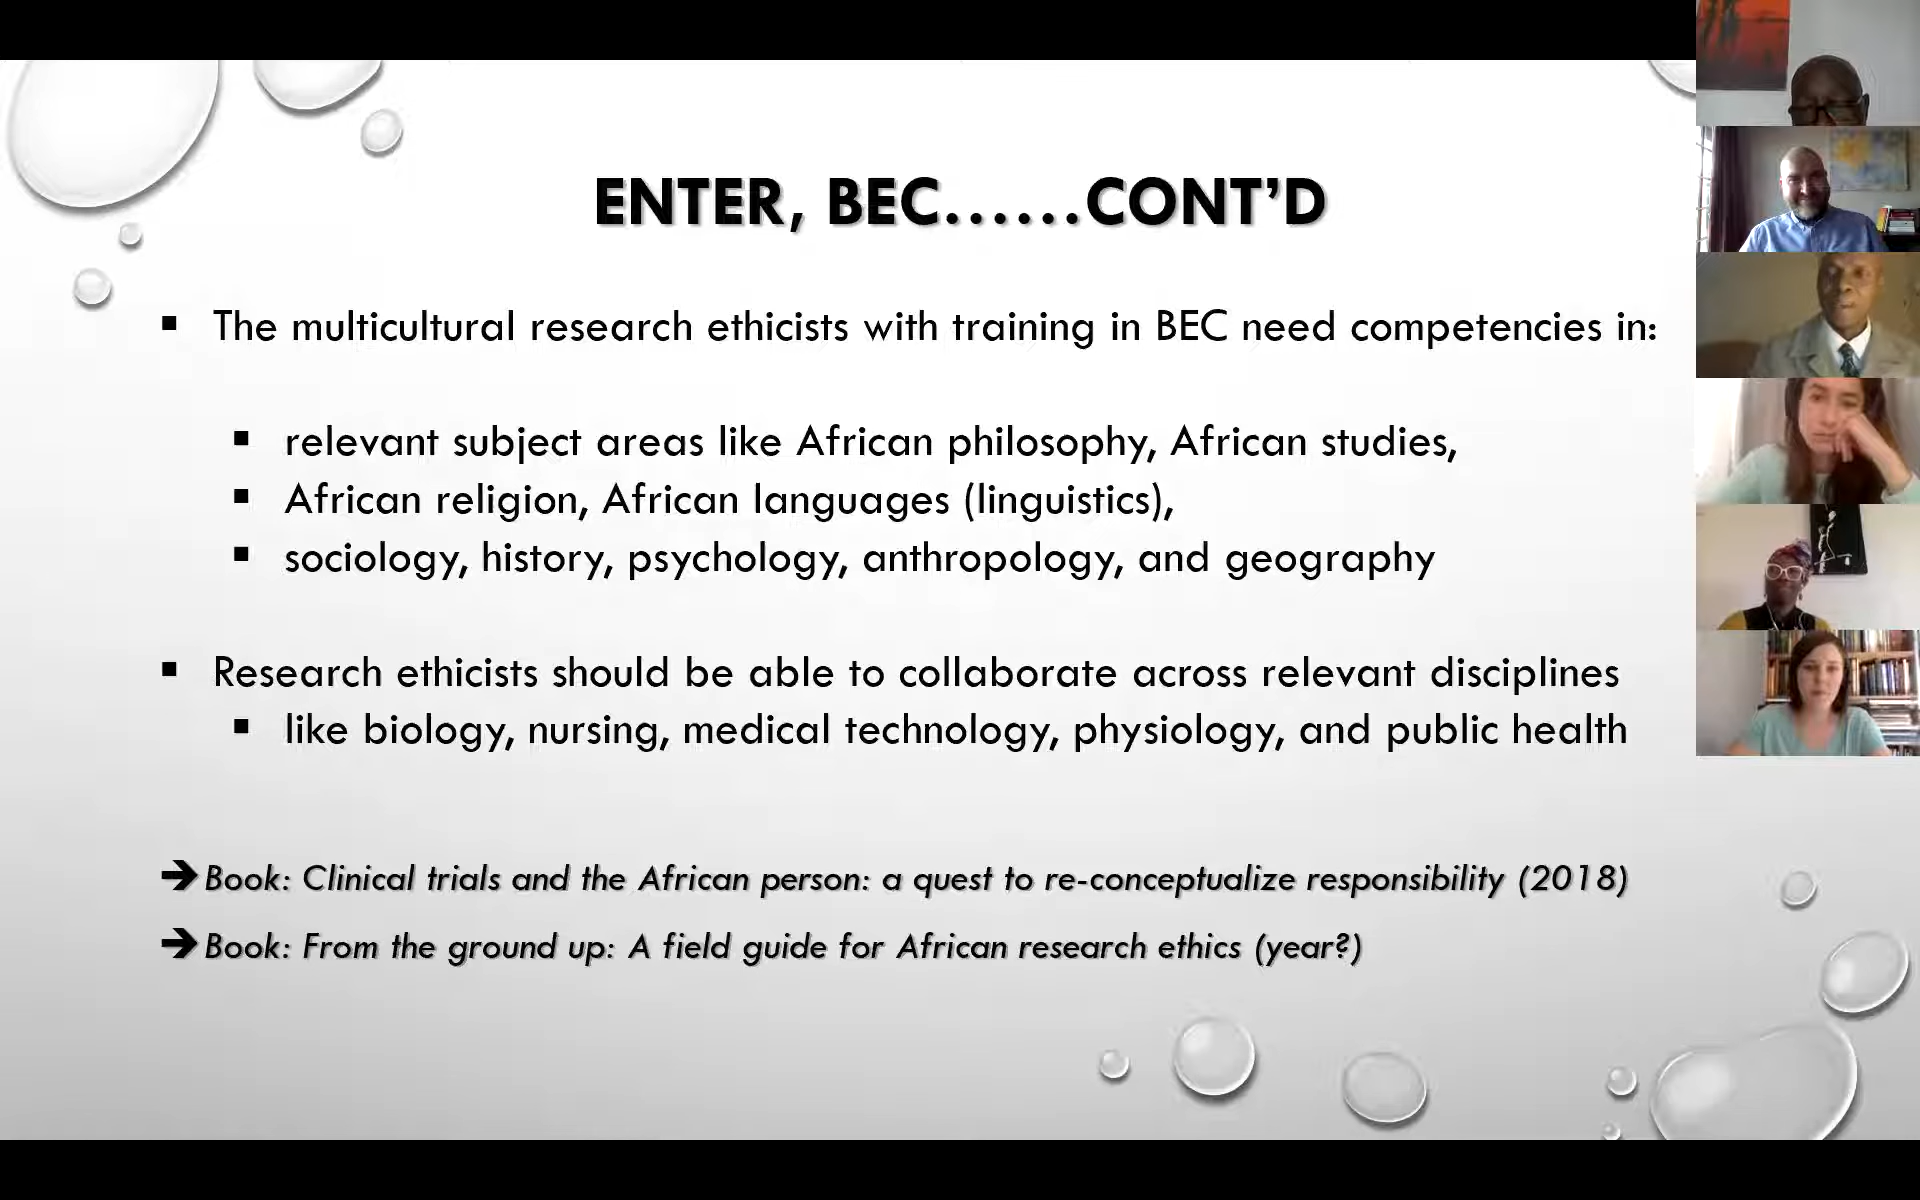 ENTER, BEC......CONT’D
▪ The multicultural research ethicists with training in BEC need competencies in:
▪ relevant subject areas like African philosophy, African studies,
▪ African religion, African languages (linguistics),
▪ sociology, history, psychology, anthropology, and geography
▪ Research ethicists should be able to collaborate across relevant disciplines
▪ like biology, nursing, medical technology, physiology, and public health
➔ Book: Clinical trials and the African person: a quest to re-conceptualize responsibility (2018)
➔ Book: From the ground up: A field guide for African research ethics (year?)